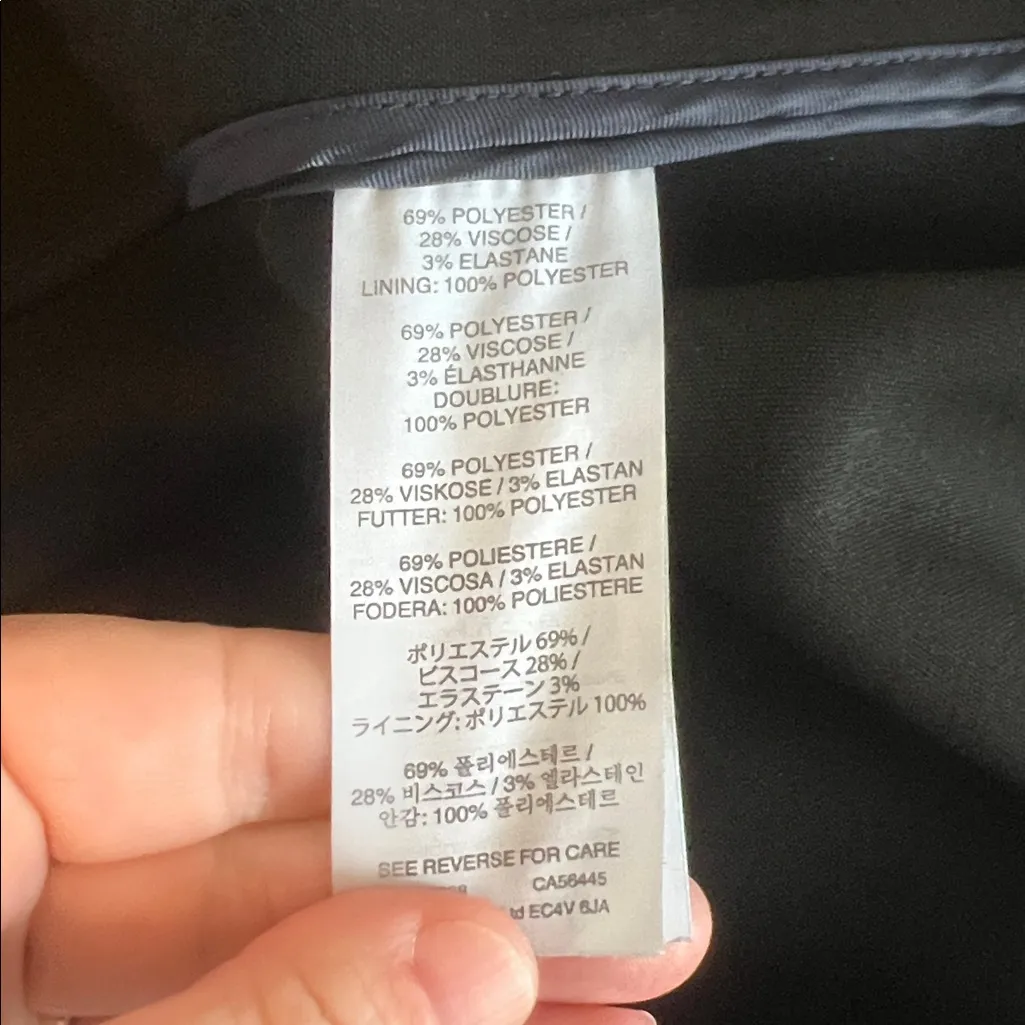 69% POLYESTER /
28% VISCOSE /
3% ELASTANE
LINING: 100% POLYESTER
69% POLYESTER /
28% VISCOSE /
3% ÉLASTHANNE
DOUBLURE:
100% POLYESTER
69% POLYESTER /
28% VISKOSE / 3% ELASTAN
FUTTER: 100% POLYESTER
69% POLIESTERE /
28% VISCOSA / 3% ELASTAN
FODERA: 100% POLIESTERE
ポリエステル 69% /
ビスコース 28% /
エラステーン 3%
ライニング: ポリエステル 100%
69% 폴리에스테르 /
28% 비스코스 / 3% 엘라스테인
안감: 100% 폴리에스테르
SEE REVERSE FOR CARE
CA56445
EC4V 6JA